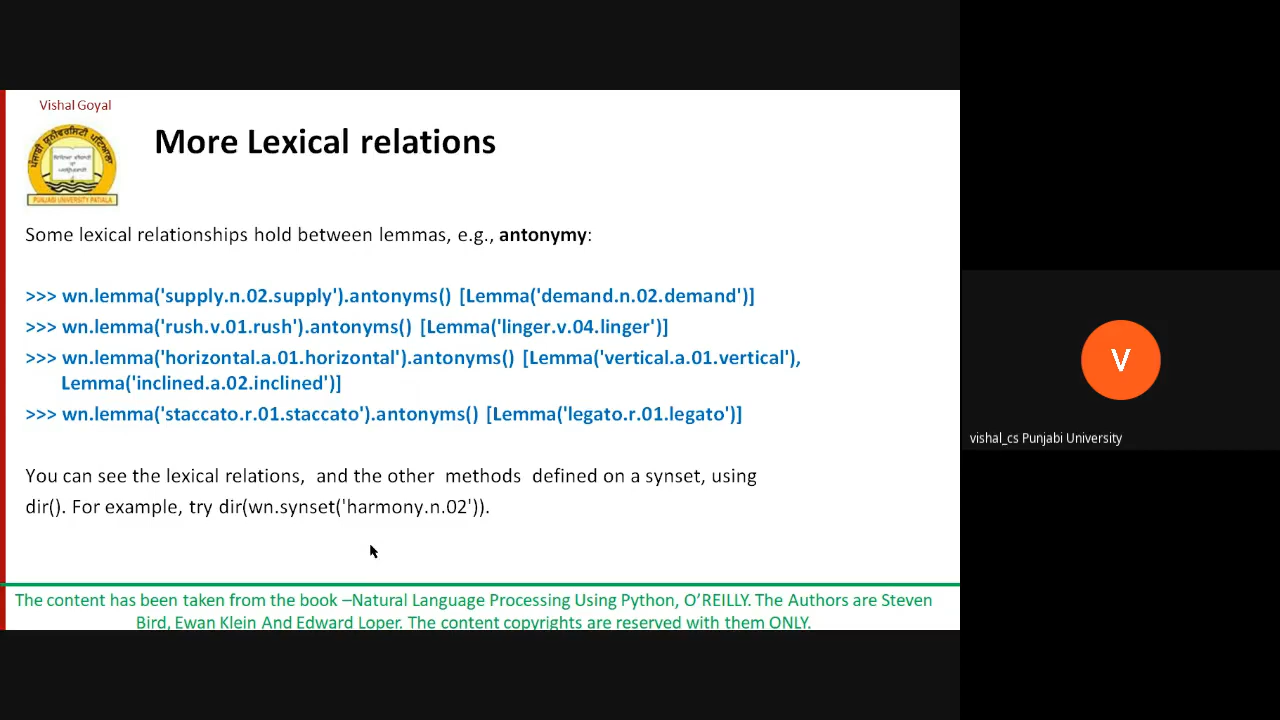 Vishal Goyal
More Lexical relations
PUNJABI UNIVERSITY PATIALA
Some lexical relationships hold between lemmas, e.g., antonymy:
>>> wn.lemma('supply.n.02.supply').antonyms() [Lemma('demand.n.02.demand')]
>>> wn.lemma('rush.v.01.rush').antonyms() [Lemma('linger.v.04.linger')]
>>> wn.lemma('horizontal.a.01.horizontal').antonyms() [Lemma('vertical.a.01.vertical'),
Lemma('inclined.a.02.inclined')]
>>> wn.lemma('staccato.r.01.staccato').antonyms() [Lemma('legato.r.01.legato')]
You can see the lexical relations, and the other methods defined on a synset, using
dir(). For example, try dir(wn.synset('harmony.n.02')).
The content has been taken from the book –Natural Language Processing Using Python, O’REILLY. The Authors are Steven
Bird, Ewan Klein And Edward Loper. The content copyrights are reserved with them ONLY.
V
vishal_cs Punjabi University